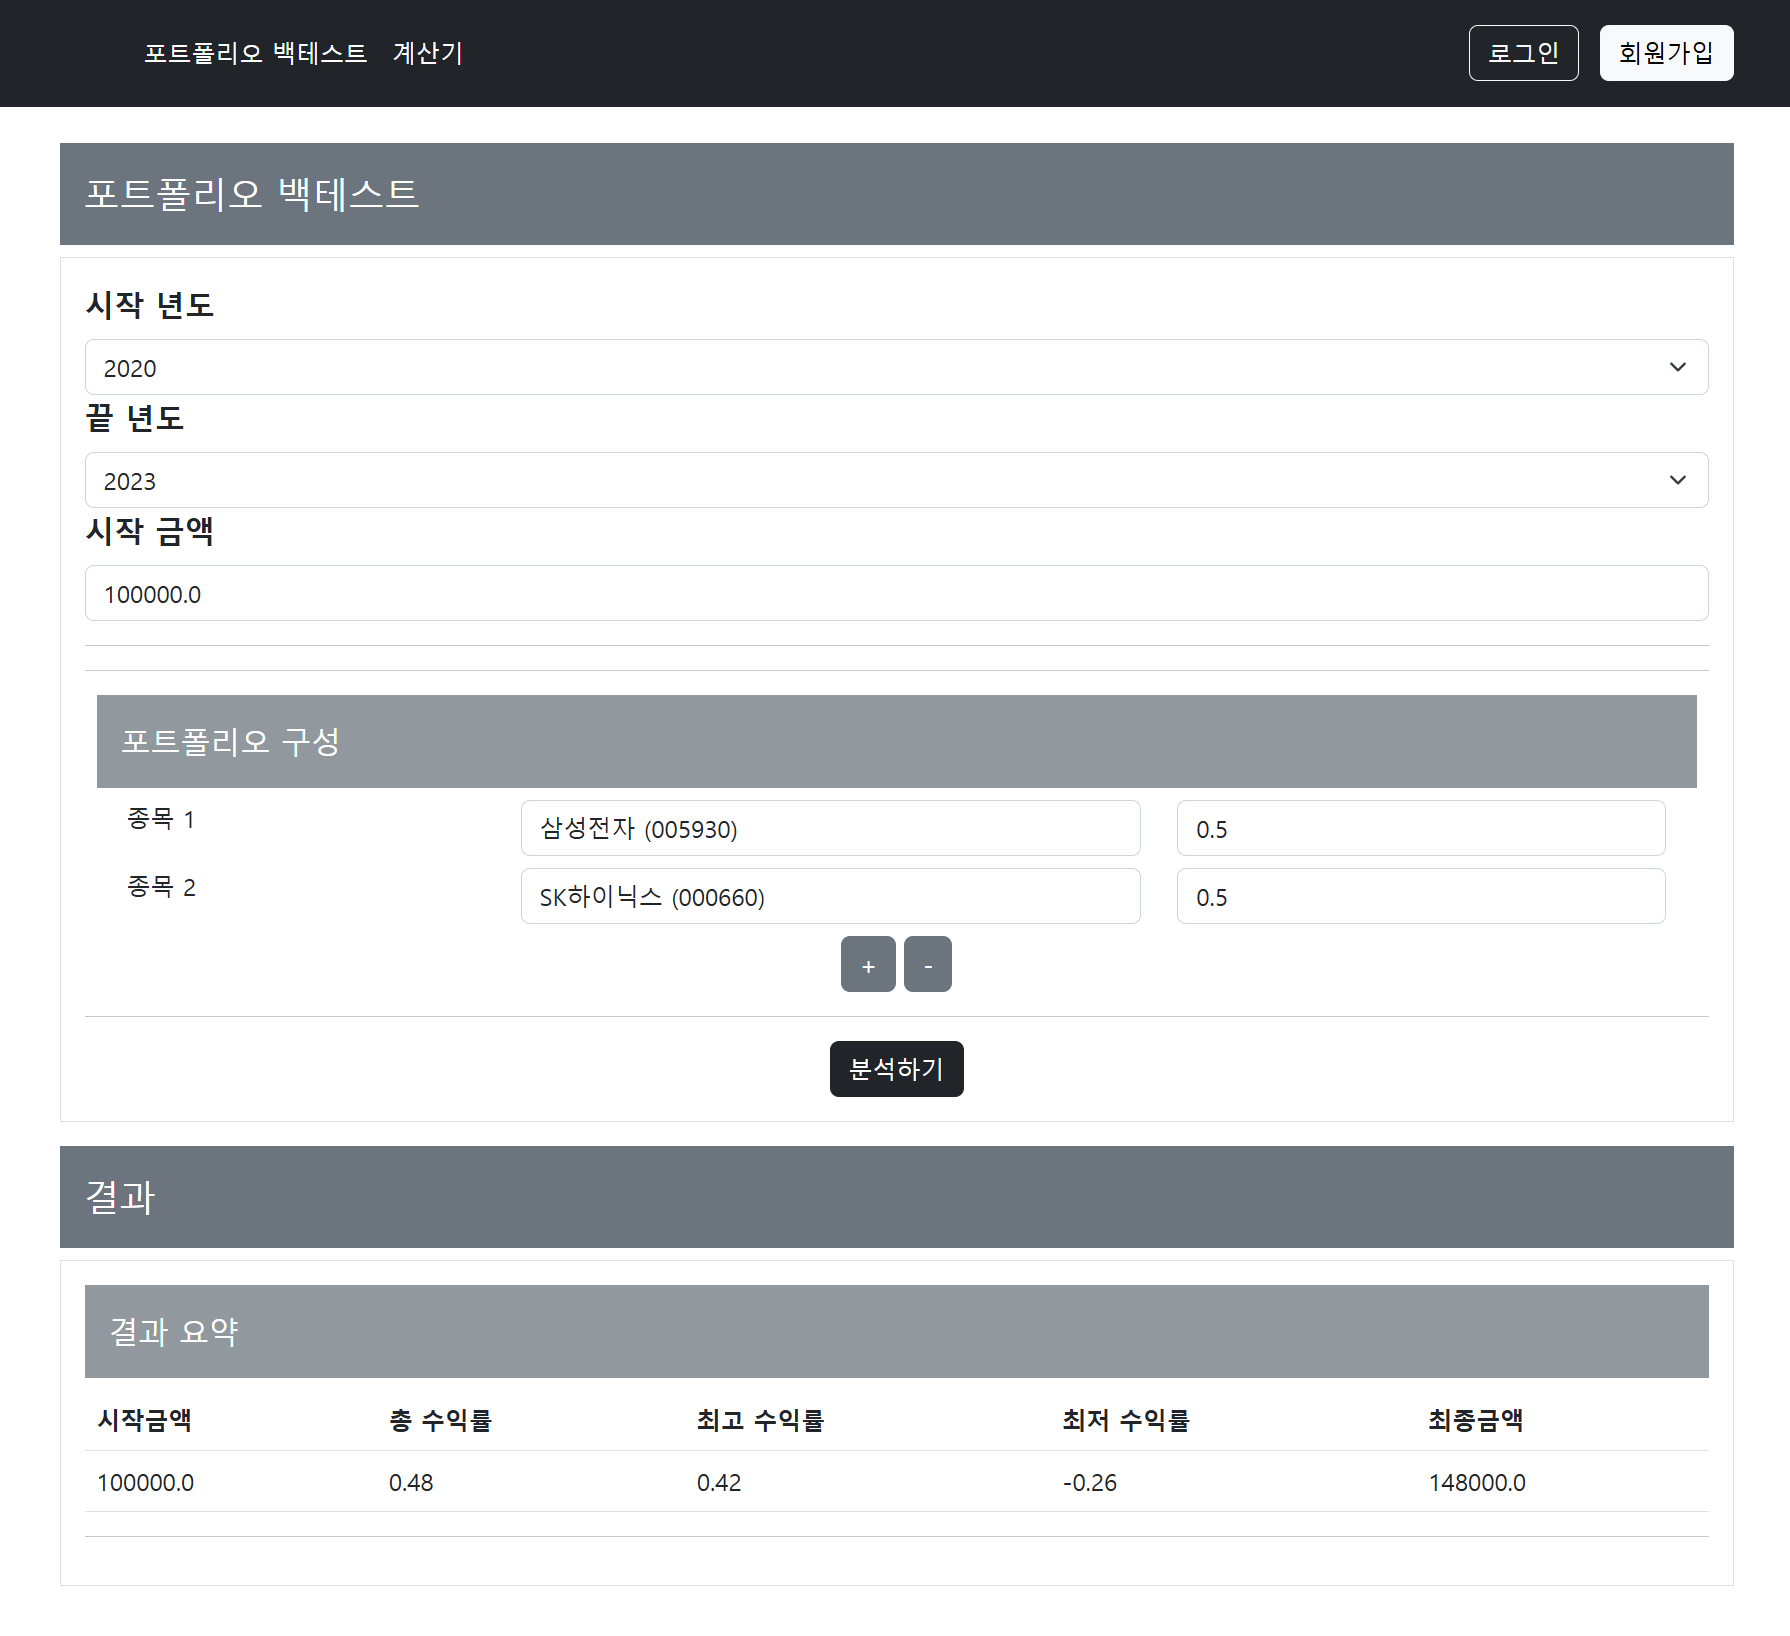 포트폴리오 백테스트 계산기 로그인 회원가입
포트폴리오 백테스트
시작 년도
2020
끝 년도
2023
시작 금액
100000.0
포트폴리오 구성
종목 1 삼성전자 (005930) 0.5
종목 2 SK하이닉스 (000660) 0.5
+ -
분석하기
결과
결과 요약
시작금액 총 수익률 최고 수익률 최저 수익률 최종금액
100000.0 0.48 0.42 -0.26 148000.0